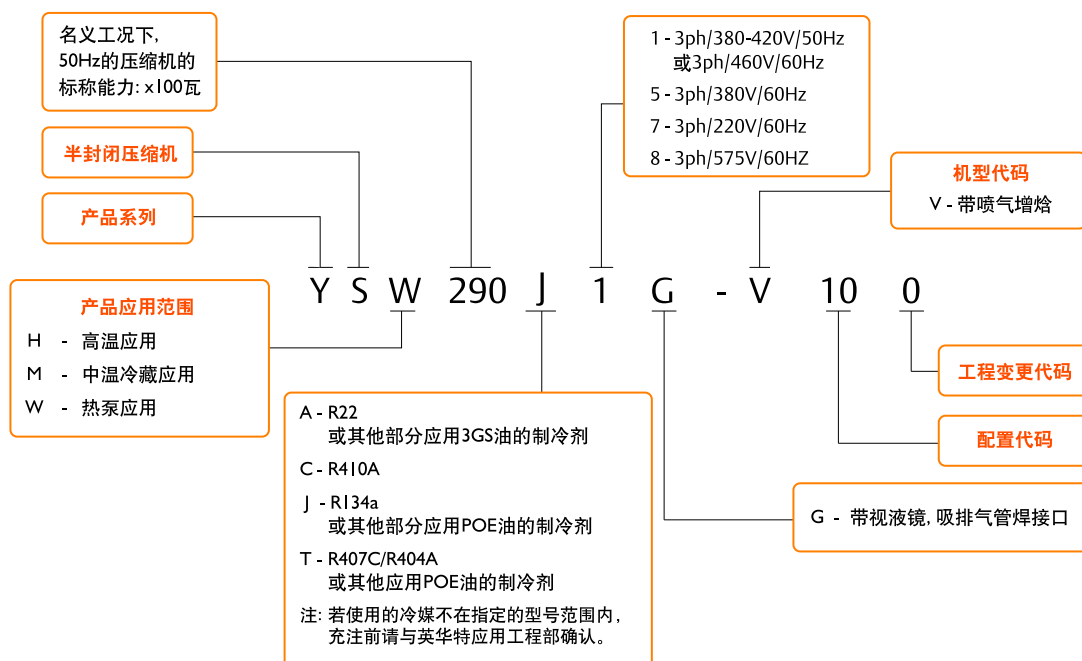 名义工况下,
50Hz的压缩机的
标称能力: x100瓦
半封闭压缩机
产品系列
1 - 3ph/380-420V/50Hz
或3ph/460V/60Hz
5 - 3ph/380V/60Hz
7 - 3ph/220V/60Hz
8 - 3ph/575V/60HZ
机型代码
V - 带喷气增焓
Y S W 290 J 1 G - V 10 0
产品应用范围
H - 高温应用
M - 中温冷藏应用
W - 热泵应用
A - R22
或其他部分应用3GS油的制冷剂
C - R410A
J - R134a
或其他部分应用POE油的制冷剂
T - R407C/R404A
或其他应用POE油的制冷剂
注: 若使用的冷媒不在指定的型号范围内,
充注前请与英华特应用工程部确认。
工程变更代码
配置代码
G - 带视液镜, 吸排气管焊接口